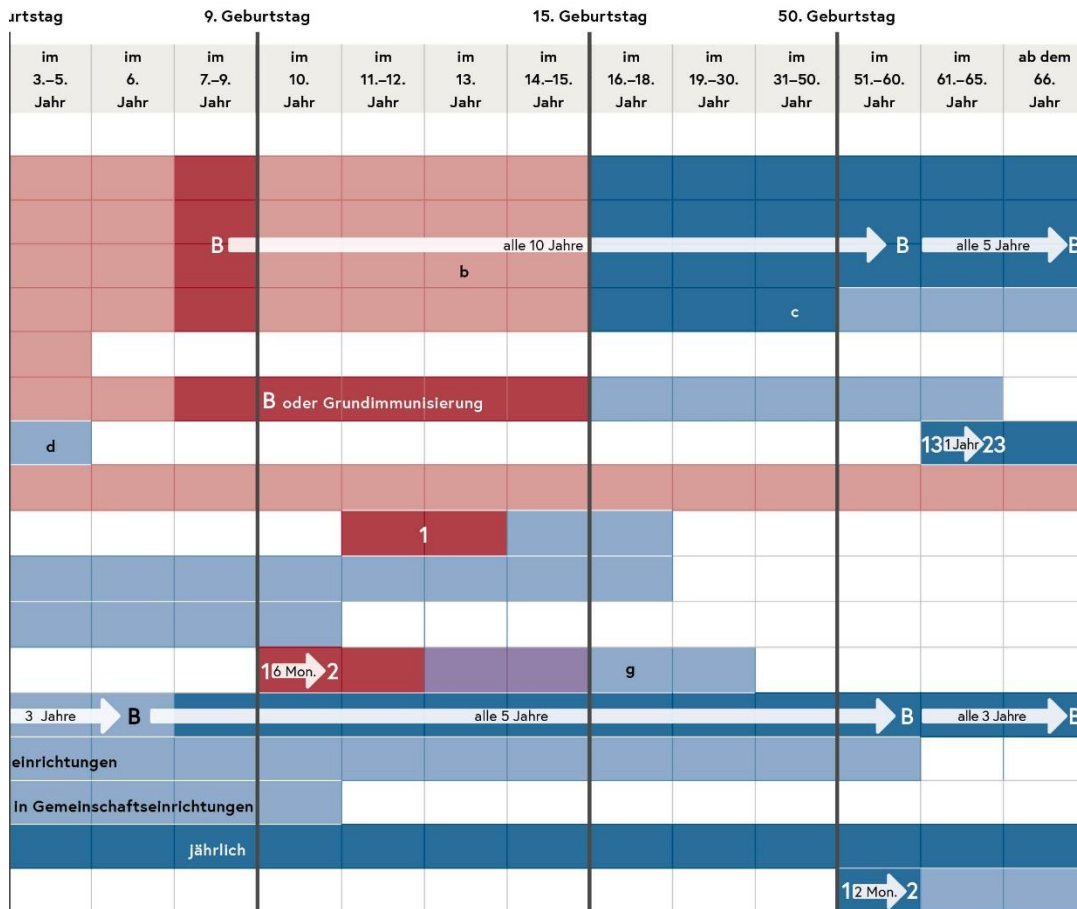 urtstag 9. Geburtstag 15. Geburtstag 50. Geburtstag
im im im im im im im im im im im im ab dem
3.–5. 6. 7.–9. 10. 11.–12. 13. 14.–15. 16.–18. 19.–30. 31–50. 51.–60. 61.–65. 66.
Jahr Jahr Jahr Jahr Jahr Jahr Jahr Jahr Jahr Jahr Jahr Jahr Jahr
B alle 10 Jahre B alle 5 Jahre B
b
c
B oder Grundimmunisierung
d 13 1 Jahr 23
1
1 6 Mon. 2 g
3 Jahre B alle 5 Jahre B alle 3 Jahre B
einrichtungen
in Gemeinschaftseinrichtungen
jährlich
1 2 Mon. 2